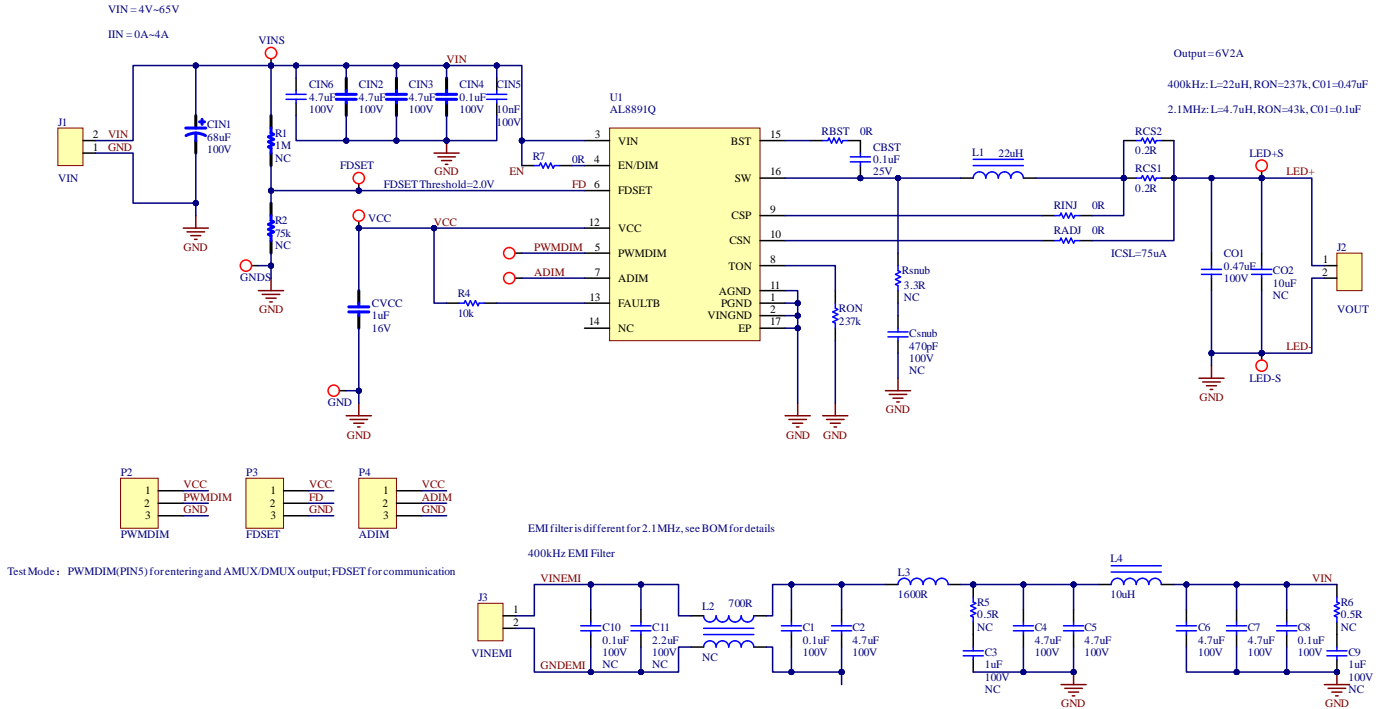 VIN = 4V~65V
IIN = 0A~4A
Output=6V2A
400kHz: L=22uH, RON=237k, C01=0.47uF
2.1MHz: L=4.7uH, RON=43k, C01=0.1uF
VINS
VIN
CIN6
4.7uF
100V
CIN2
4.7uF
100V
CIN3
4.7uF
100V
CIN4
0.1uF
100V
CIN5
10nF
100V
GND
J1
2
1
VIN
GND
VIN
CIN1
68uF
100V
GND
R1
1M
NC
R2
75k
NC
GNDS
GND
FDSET
FDSET Threshold=2.0V
FD
R7
0R
EN
VCC
VCC
PWMDIM
ADIM
R4
10k
CVCC
1uF
16V
GND
GND
U1
AL8891Q
3
VIN
4
EN/DIM
6
FDSET
12
VCC
5
PWMDIM
7
ADIM
13
FAULTB
14
NC
BST
15
SW
16
CSP
9
CSN
10
TON
8
AGND
11
PGND
1
VINGND
2
EP
17
RBST
0R
CBST
0.1uF
25V
L1
22uH
RCS2
0.2R
RCS1
0.2R
RINJ
0R
RADJ
0R
ICSL=75uA
Rsnub
3.3R
NC
Csnub
470pF
100V
NC
GND
RON
237k
GND
GND
LED+S
LED+
CO1
0.47uF
100V
CO2
10uF
NC
J2
1
2
VOUT
LED-
LED-S
GND
P2
1
2
3
VCC
PWMDIM
GND
PWMDIM
P3
1
2
3
VCC
FD
GND
FDSET
P4
1
2
3
VCC
ADIM
GND
ADIM
Test Mode： PWMDIM(PIN5) for entering and AMUX/DMUX output; FDSET for communication
EMI filter is different for 2.1MHz, see BOM for details
400kHz EMI Filter
J3
1
2
VINEMI
VINEMI
GNDEMI
C10
0.1uF
100V
NC
C11
2.2uF
100V
NC
L2
700R
NC
C1
0.1uF
100V
C2
4.7uF
100V
L3
1600R
R5
0.5R
NC
C3
1uF
100V
NC
C4
4.7uF
100V
C5
4.7uF
100V
GND
L4
10uH
C6
4.7uF
100V
C7
4.7uF
100V
C8
0.1uF
100V
VIN
R6
0.5R
NC
C9
1uF
100V
NC
GND